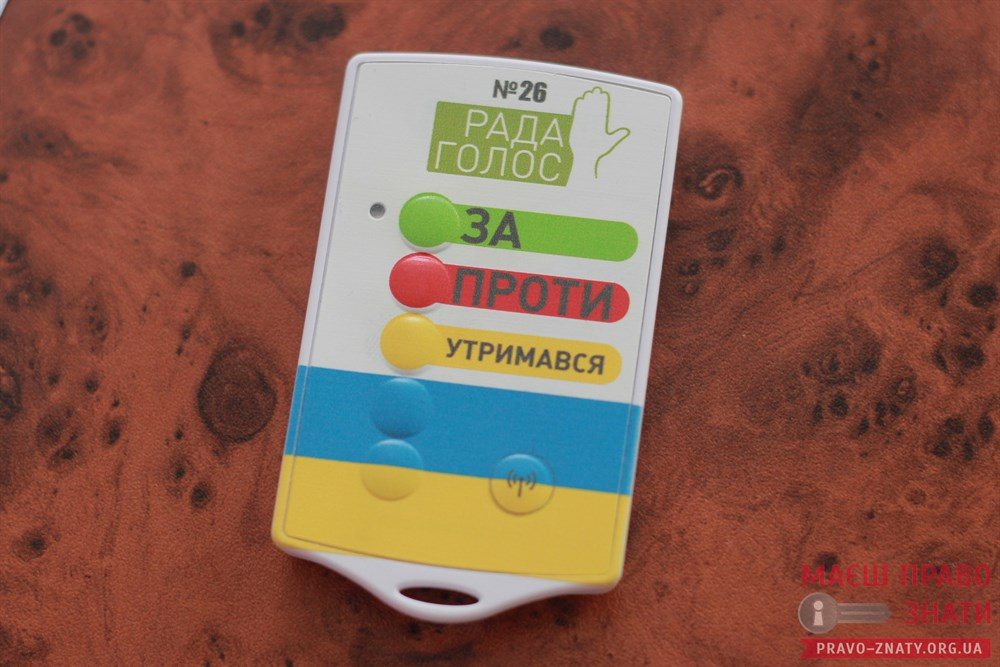 №26
РАДА
ГОЛОС
ЗА
ПРОТИ
УТРИМАВСЯ
МАЄШ ПРАВО
ЗНАТИ
PRAVO-ZNATY.ORG.UA